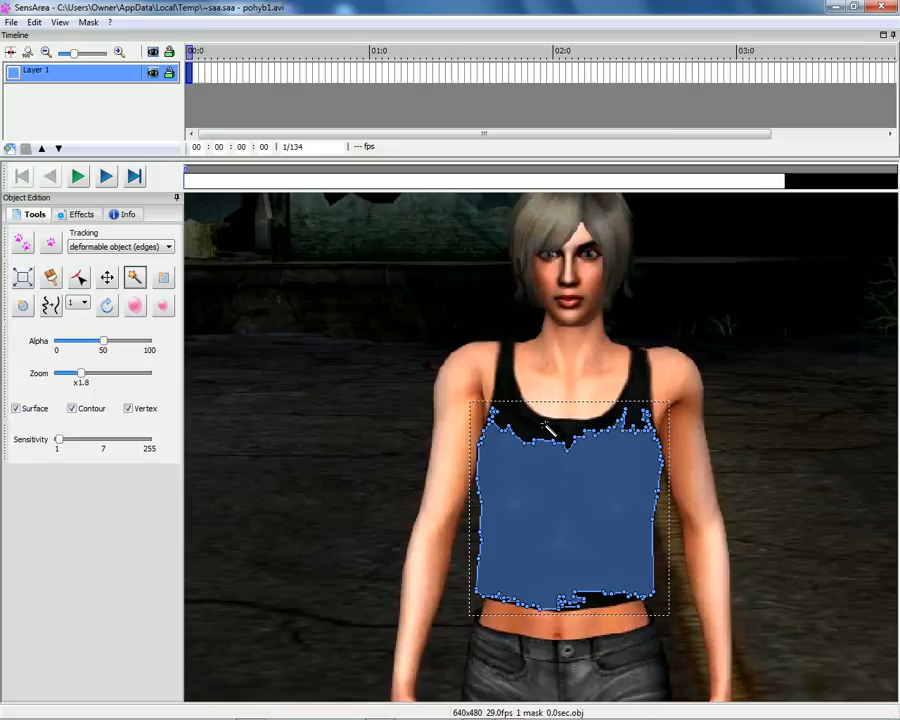 SensArea - C:\Users\Owner\AppData\Local\Temp\~saa.saa - pohyb1.avi
File Edit View Mask ?
Timeline
00:0 01:0 02:0 03:0
Layer 1
00 : 00 : 00 : 00 | 1/134 | --- fps
Object Edition
Tools Effects Info
Tracking
deformable object (edges)
1
Alpha
0 50 100
Zoom
x1.8
Surface Contour Vertex
Sensitivity
1 7 255
640x480 29.0fps 1 mask 0.0sec.obj